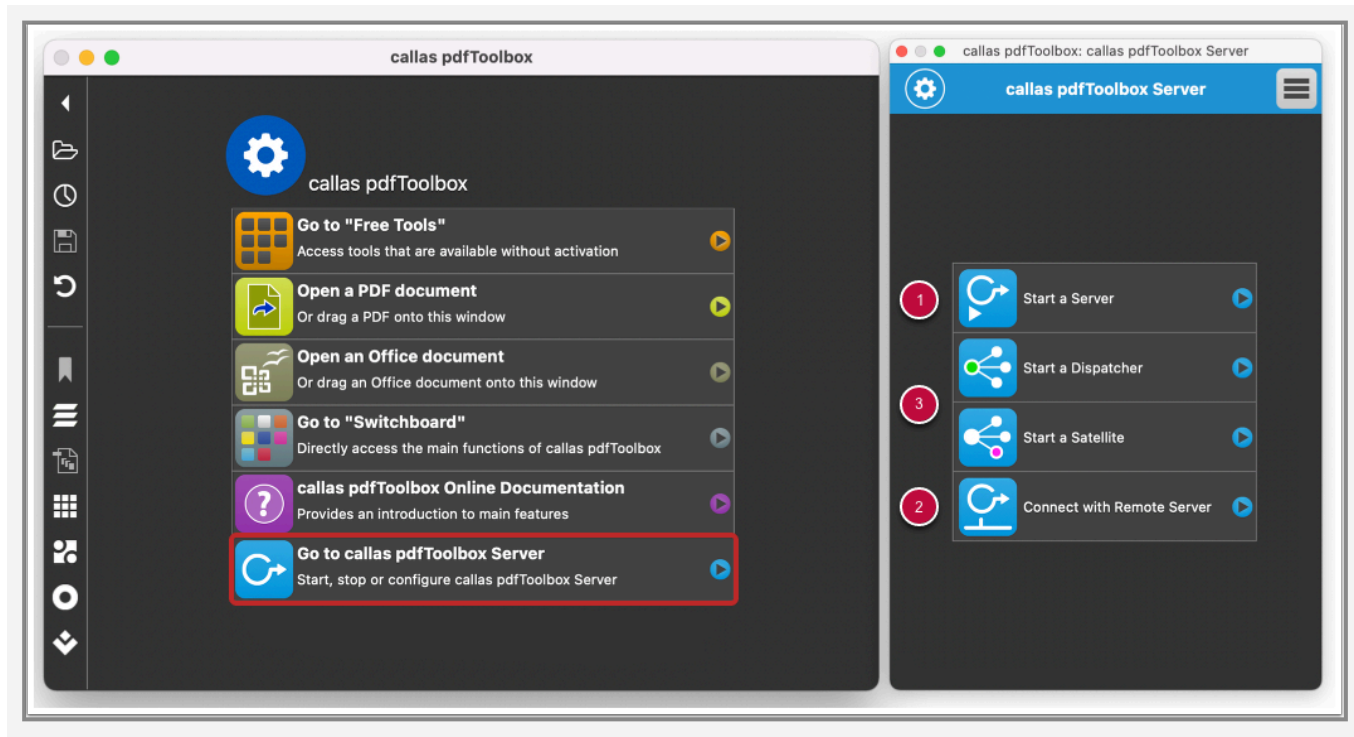 callas pdfToolbox
callas pdfToolbox
Go to "Free Tools"
Access tools that are available without activation
Open a PDF document
Or drag a PDF onto this window
Open an Office document
Or drag an Office document onto this window
Go to "Switchboard"
Directly access the main functions of callas pdfToolbox
?
callas pdfToolbox Online Documentation
Provides an introduction to main features
Go to callas pdfToolbox Server
Start, stop or configure callas pdfToolbox Server
callas pdfToolbox: callas pdfToolbox Server
callas pdfToolbox Server
1
Start a Server
Start a Dispatcher
3
Start a Satellite
2
Connect with Remote Server